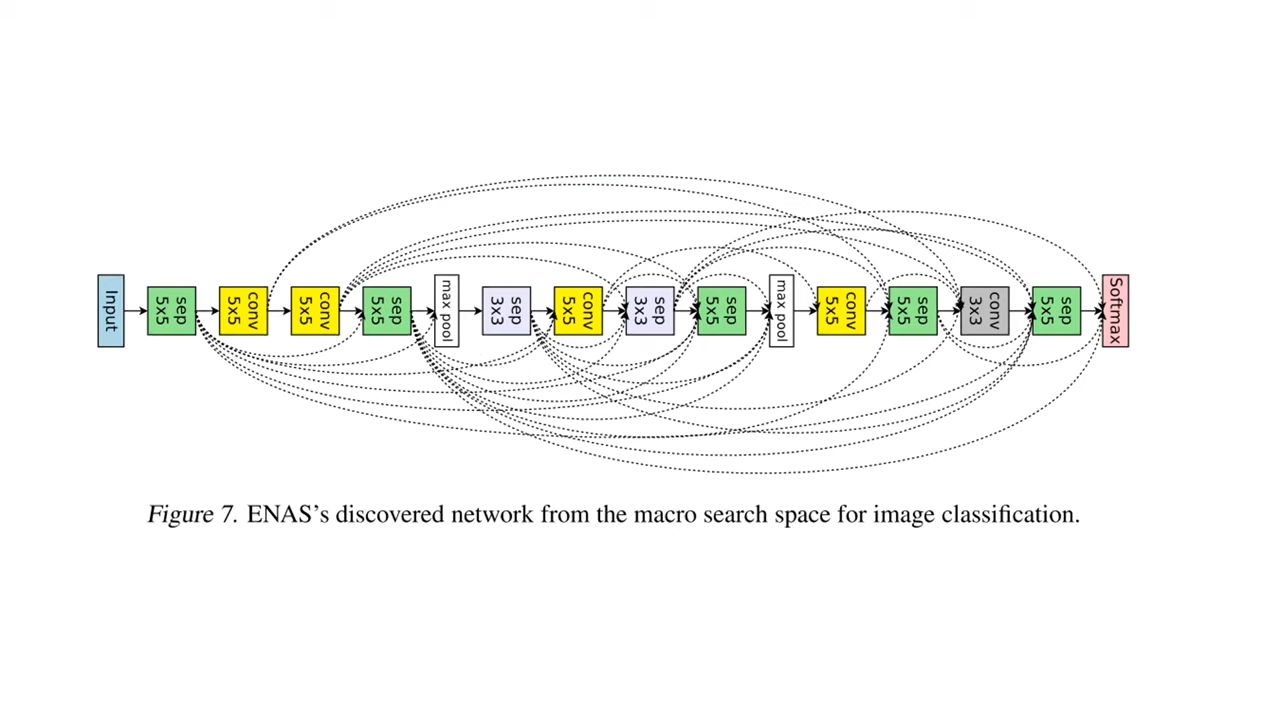 Input
sep
5x5
conv
5x5
conv
5x5
sep
5x5
max pool
sep
3x3
conv
5x5
sep
3x3
sep
5x5
max pool
conv
5x5
sep
5x5
conv
3x3
sep
5x5
Softmax
Figure 7. ENAS's discovered network from the macro search space for image classification.